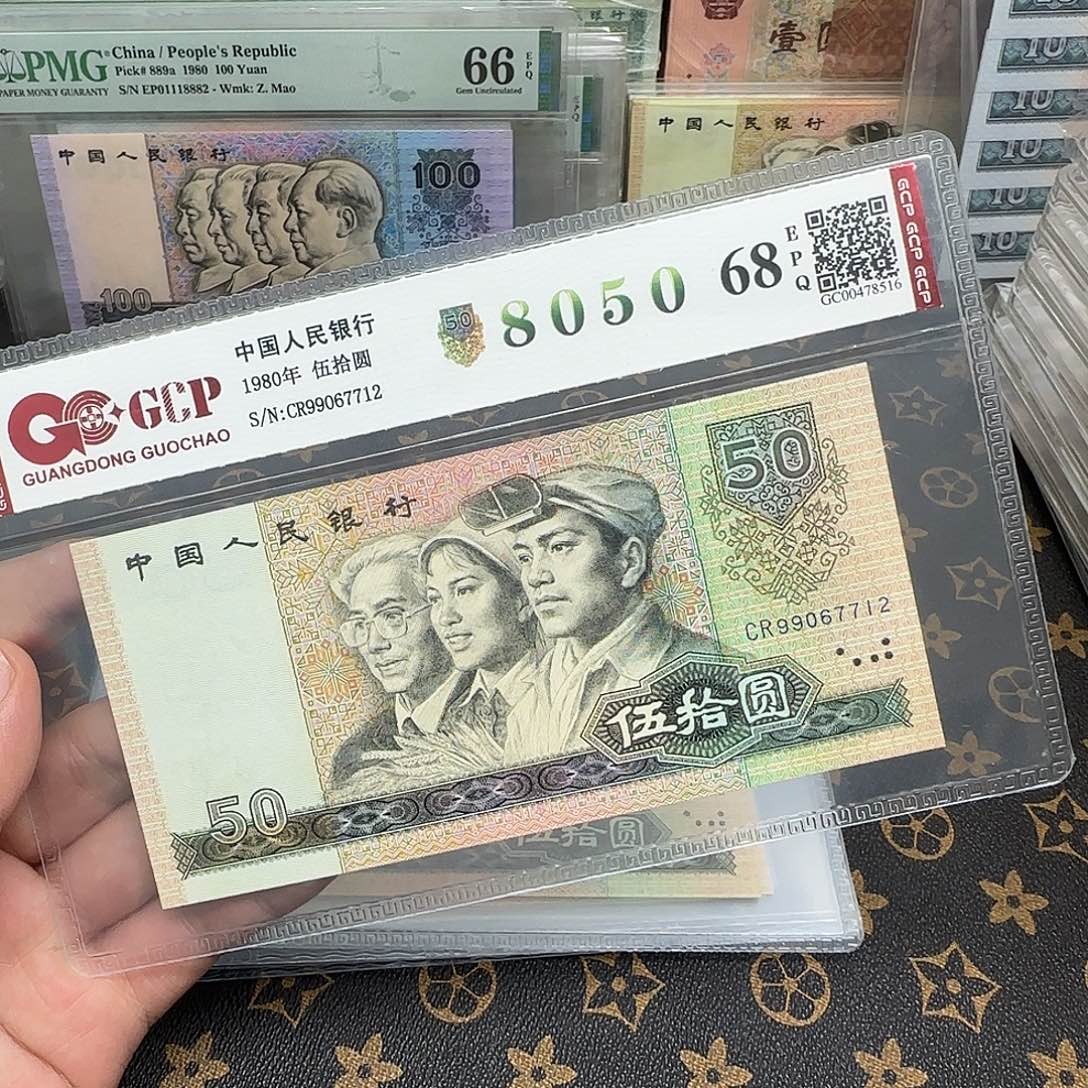 PMG
PAPER MONEY GUARANTY
China / People's Republic
Pick# 889a 1980 100 Yuan
S/N EP01118882 - Wmk: Z. Mao
66
EPQ
Gem Uncirculated
中国人民银行
100
100
中国人民银行
壹
10
10
10
10
10
GCP
GUANGDONG GUOCHAO
中国人民银行
1980年 伍拾圆
S/N:CR99067712
50
8050
68
EPQ
GC00478516
GCP GCP GCP
中国人民银行
50
CR99067712
伍拾圆
50
伍拾圆